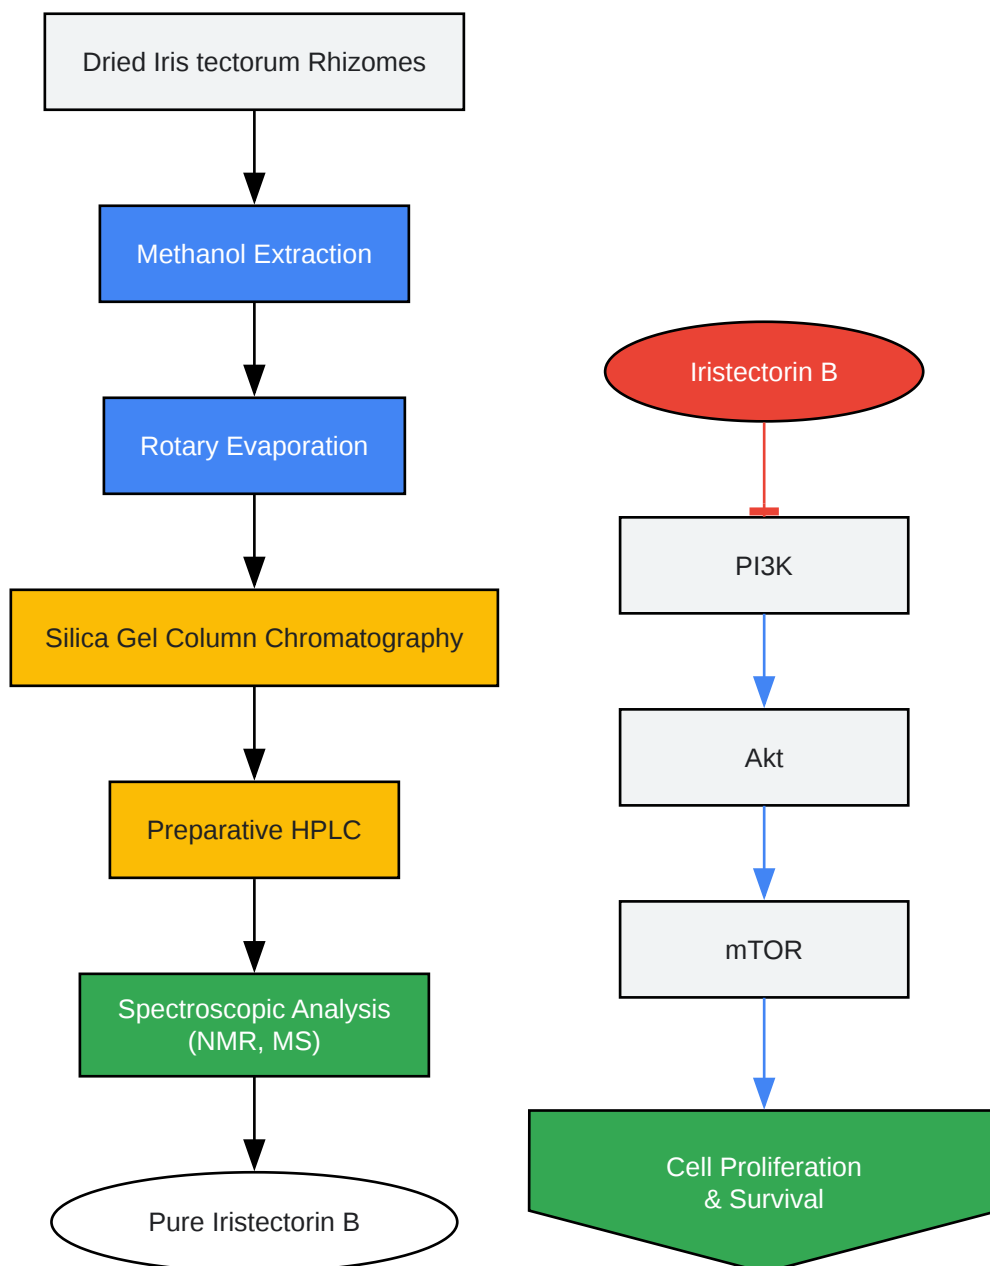 Dried Iris tectorum Rhizomes
Methanol Extraction
Rotary Evaporation
Silica Gel Column Chromatography
Preparative HPLC
Spectroscopic Analysis
(NMR, MS)
Pure Iristectorin B
Iristectorin B
PI3K
Akt
mTOR
Cell Proliferation
& Survival